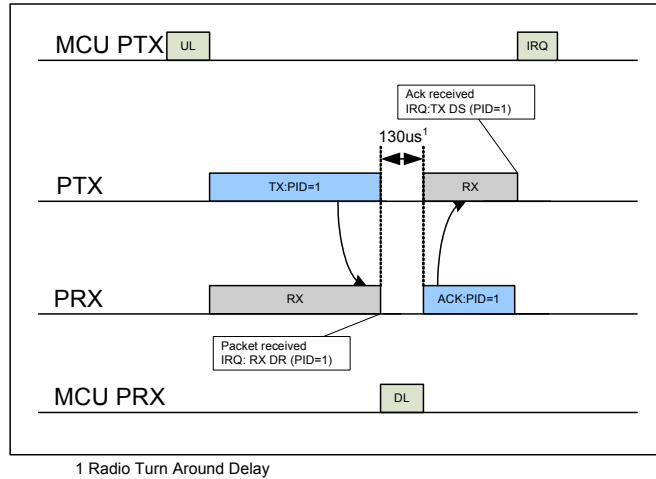 MCU PTX
UL
IRQ
Ack received
IRQ:TX DS (PID=1)
130us1
PTX
TX:PID=1
RX
PRX
RX
ACK:PID=1
Packet received
IRQ: RX DR (PID=1)
MCU PRX
DL
1 Radio Turn Around Delay